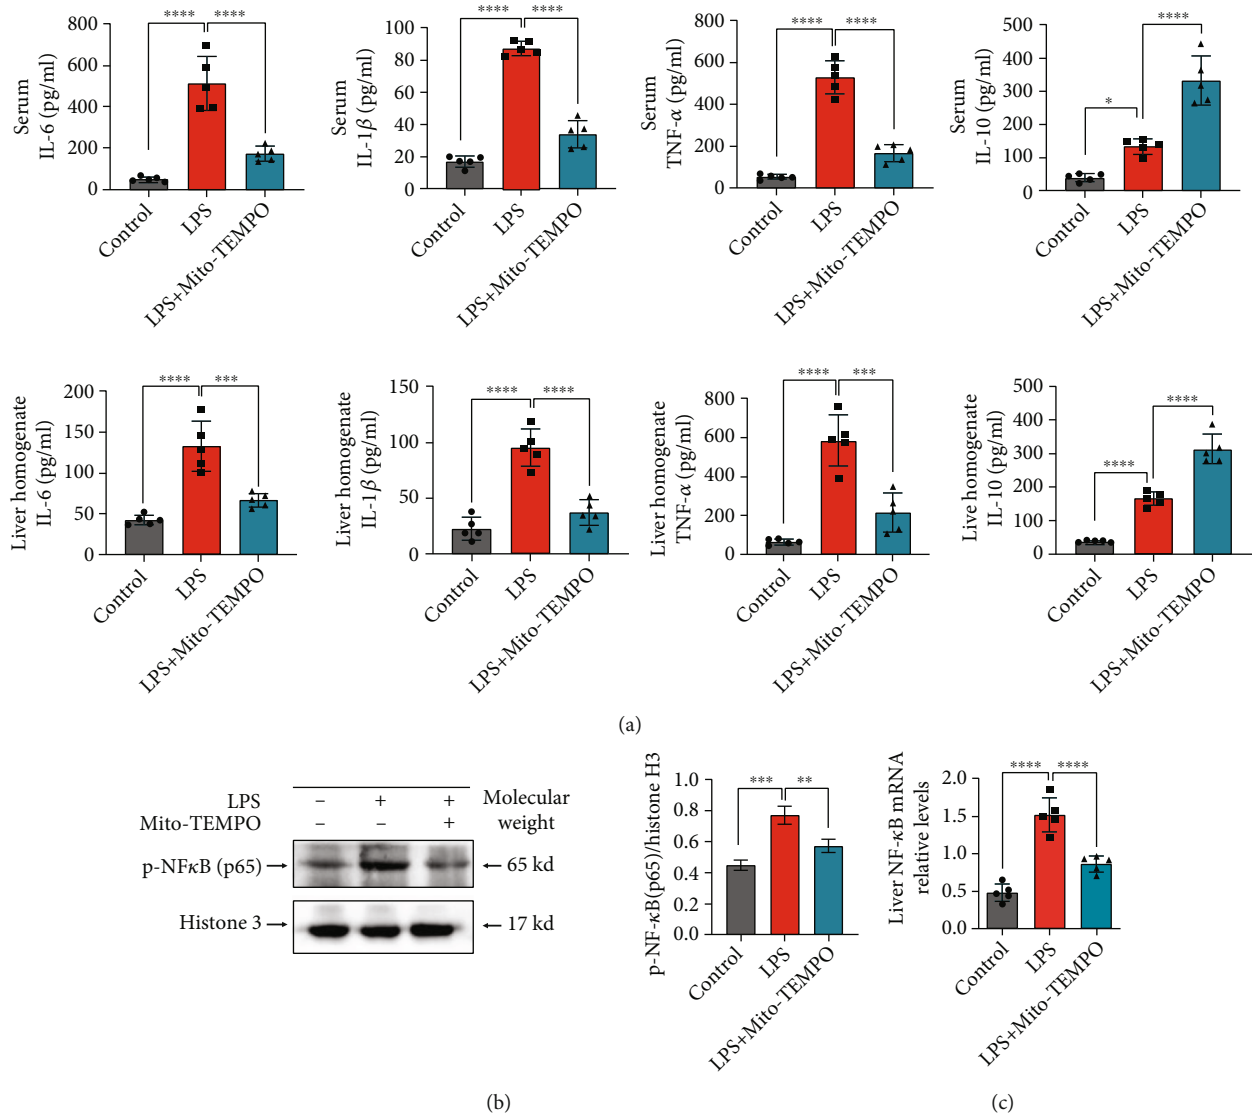 Serum
IL-6 (pg/ml)
800
600
400
200
0
****
****
Control
LPS
LPS+Mito-TEMPO
Serum
IL-1β (pg/ml)
100
80
60
40
20
0
****
****
Control
LPS
LPS+Mito-TEMPO
Serum
TNF-α (pg/ml)
800
600
400
200
0
****
****
Control
LPS
LPS+Mito-TEMPO
Serum
IL-10 (pg/ml)
500
400
300
200
100
0
*
****
Control
LPS
LPS+Mito-TEMPO
Liver homogenate
IL-6 (pg/ml)
200
150
100
50
0
****
***
Control
LPS
LPS+Mito-TEMPO
Liver homogenate
IL-1β (pg/ml)
150
100
50
0
****
****
Control
LPS
LPS+Mito-TEMPO
Liver homogenate
TNF-α (pg/ml)
800
600
400
200
0
****
***
Control
LPS
LPS+Mito-TEMPO
Live homogenate
IL-10 (pg/ml)
500
400
300
200
100
0
****
****
Control
LPS
LPS+Mito-TEMPO
(a)
LPS – + + Molecular
Mito-TEMPO – – + weight
p-NFκB (p65) 65 kd
Histone 3 17 kd
p-NF-κB(p65)/histone H3
1.0
0.8
0.6
0.4
0.2
0.0
***
**
Control
LPS
LPS+Mito-TEMPO
(b)
Liver NF-κB mRNA
relative levels
2.0
1.5
1.0
0.5
0.0
****
****
Control
LPS
LPS+Mito-TEMPO
(c)